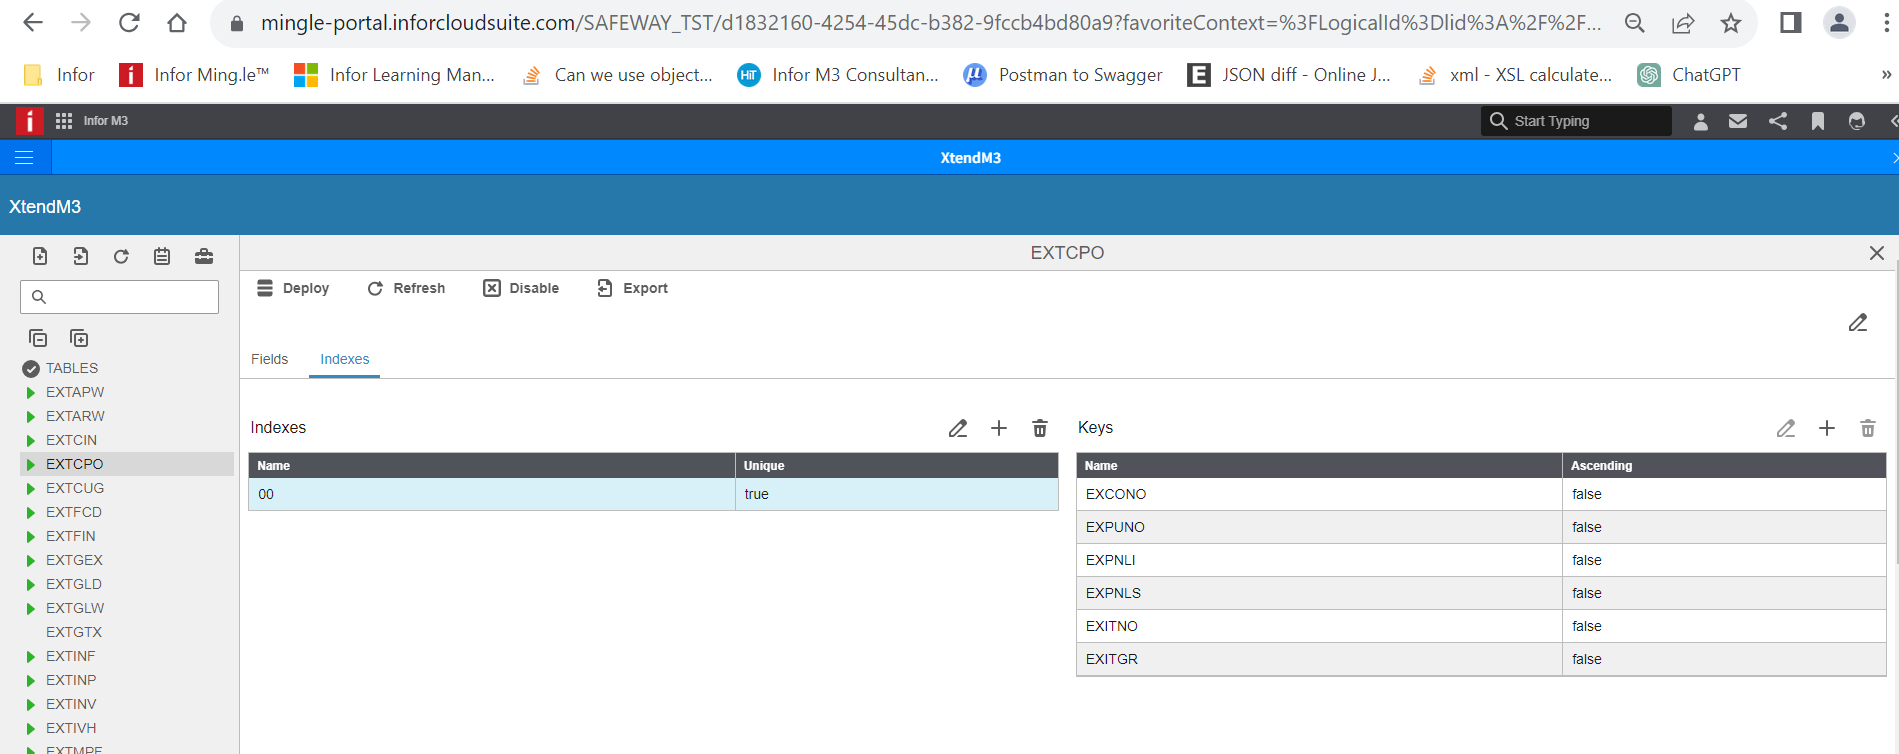 mingle-portal.inforcloudsuite.com/SAFEWAY_TST/d1832160-4254-45dc-b382-9fccb4bd80a9?favoriteContext=%3FLogicalId%3Dlid%3A%2F%2F...
Infor Infor Ming.le™ Infor Learning Man... Can we use object... HiT Infor M3 Consultan... μ Postman to Swagger E JSON diff - Online J... xml - XSL calculate... ChatGPT »
i Infor M3 Start Typing
XtendM3
XtendM3
EXTCPO
Deploy Refresh Disable Export
Fields Indexes
TABLES
EXTAPW
EXTARW
EXTCIN
EXTCPO
EXTCUG
EXTFCD
EXTFIN
EXTGEX
EXTGLD
EXTGLW
EXTGTX
EXTINF
EXTINP
EXTINV
EXTIVH
EXTMPF
Indexes
Name Unique
00 true
Keys
Name Ascending
EXCONO false
EXPUNO false
EXPNLI false
EXPNLS false
EXITNO false
EXITGR false